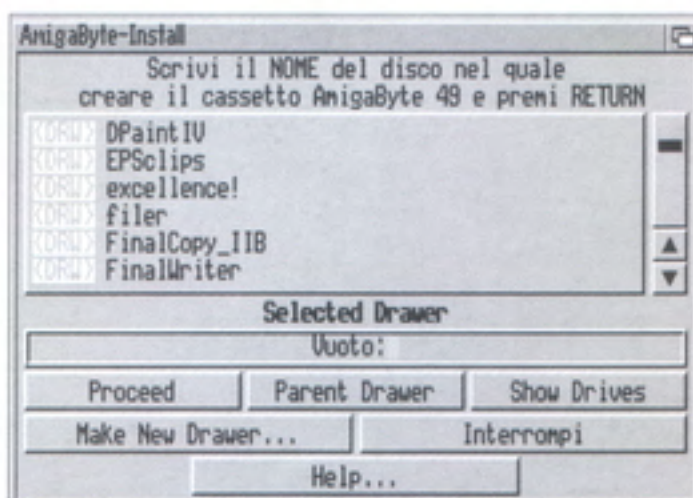 AmigaByte-Install
Scrivi il NOME del disco nel quale
creare il cassetto AmigaByte 49 e premi RETURN
(DRW) DPaintIV
(DRW) EPSclips
(DRW) excellence!
(DRW) filer
(DRW) FinalCopy_IIB
(DRW) FinalWriter
Selected Drawer
Vuoto:
Proceed Parent Drawer Show Drives
Make New Drawer... Interrompi
Help...